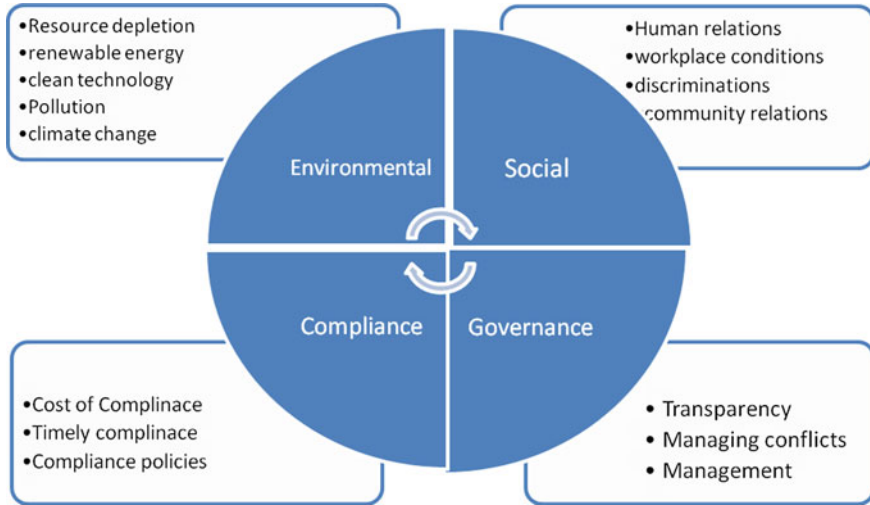 •Resource depletion
•renewable energy
•clean technology
•Pollution
•climate change
•Human relations
•workplace conditions
•discriminations
community relations
Environmental
Social
Compliance
Governance
•Cost of Complinace
•Timely complinace
•Compliance policies
• Transparency
• Managing conflicts
• Management